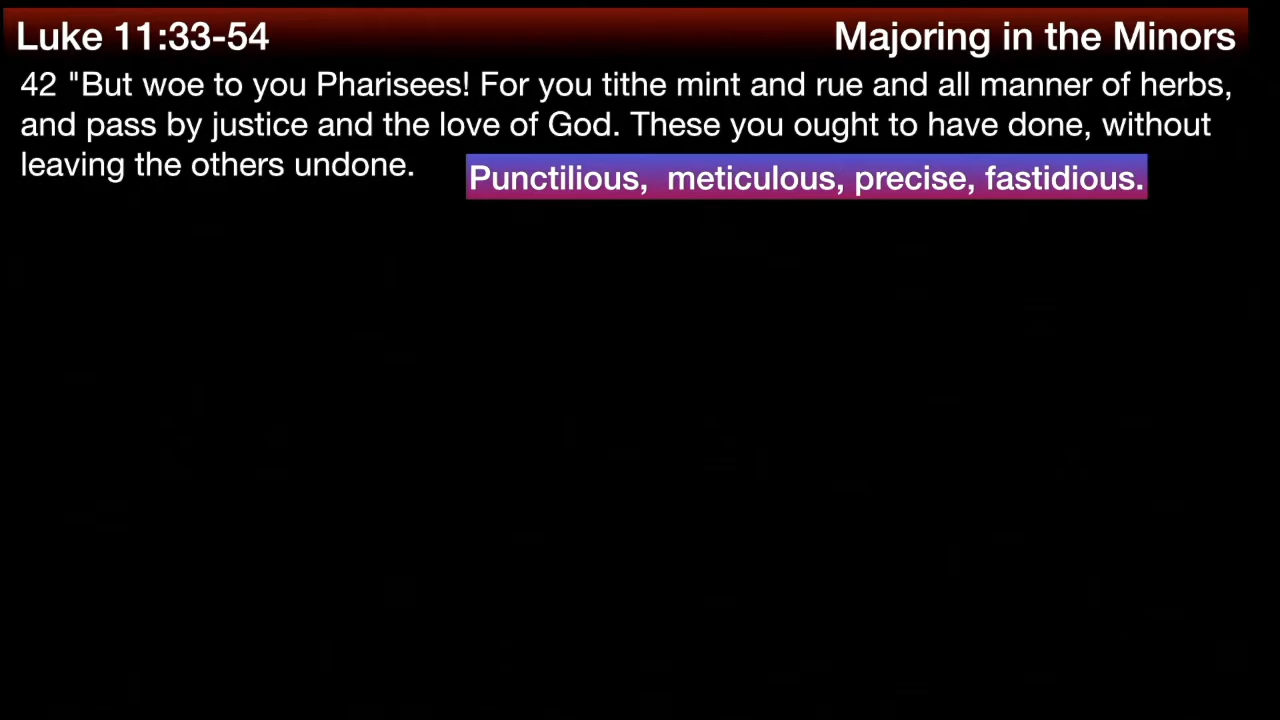 Luke 11:33-54 Majoring in the Minors
42 "But woe to you Pharisees! For you tithe mint and rue and all manner of herbs,
and pass by justice and the love of God. These you ought to have done, without
leaving the others undone.
Punctilious,  meticulous, precise, fastidious.